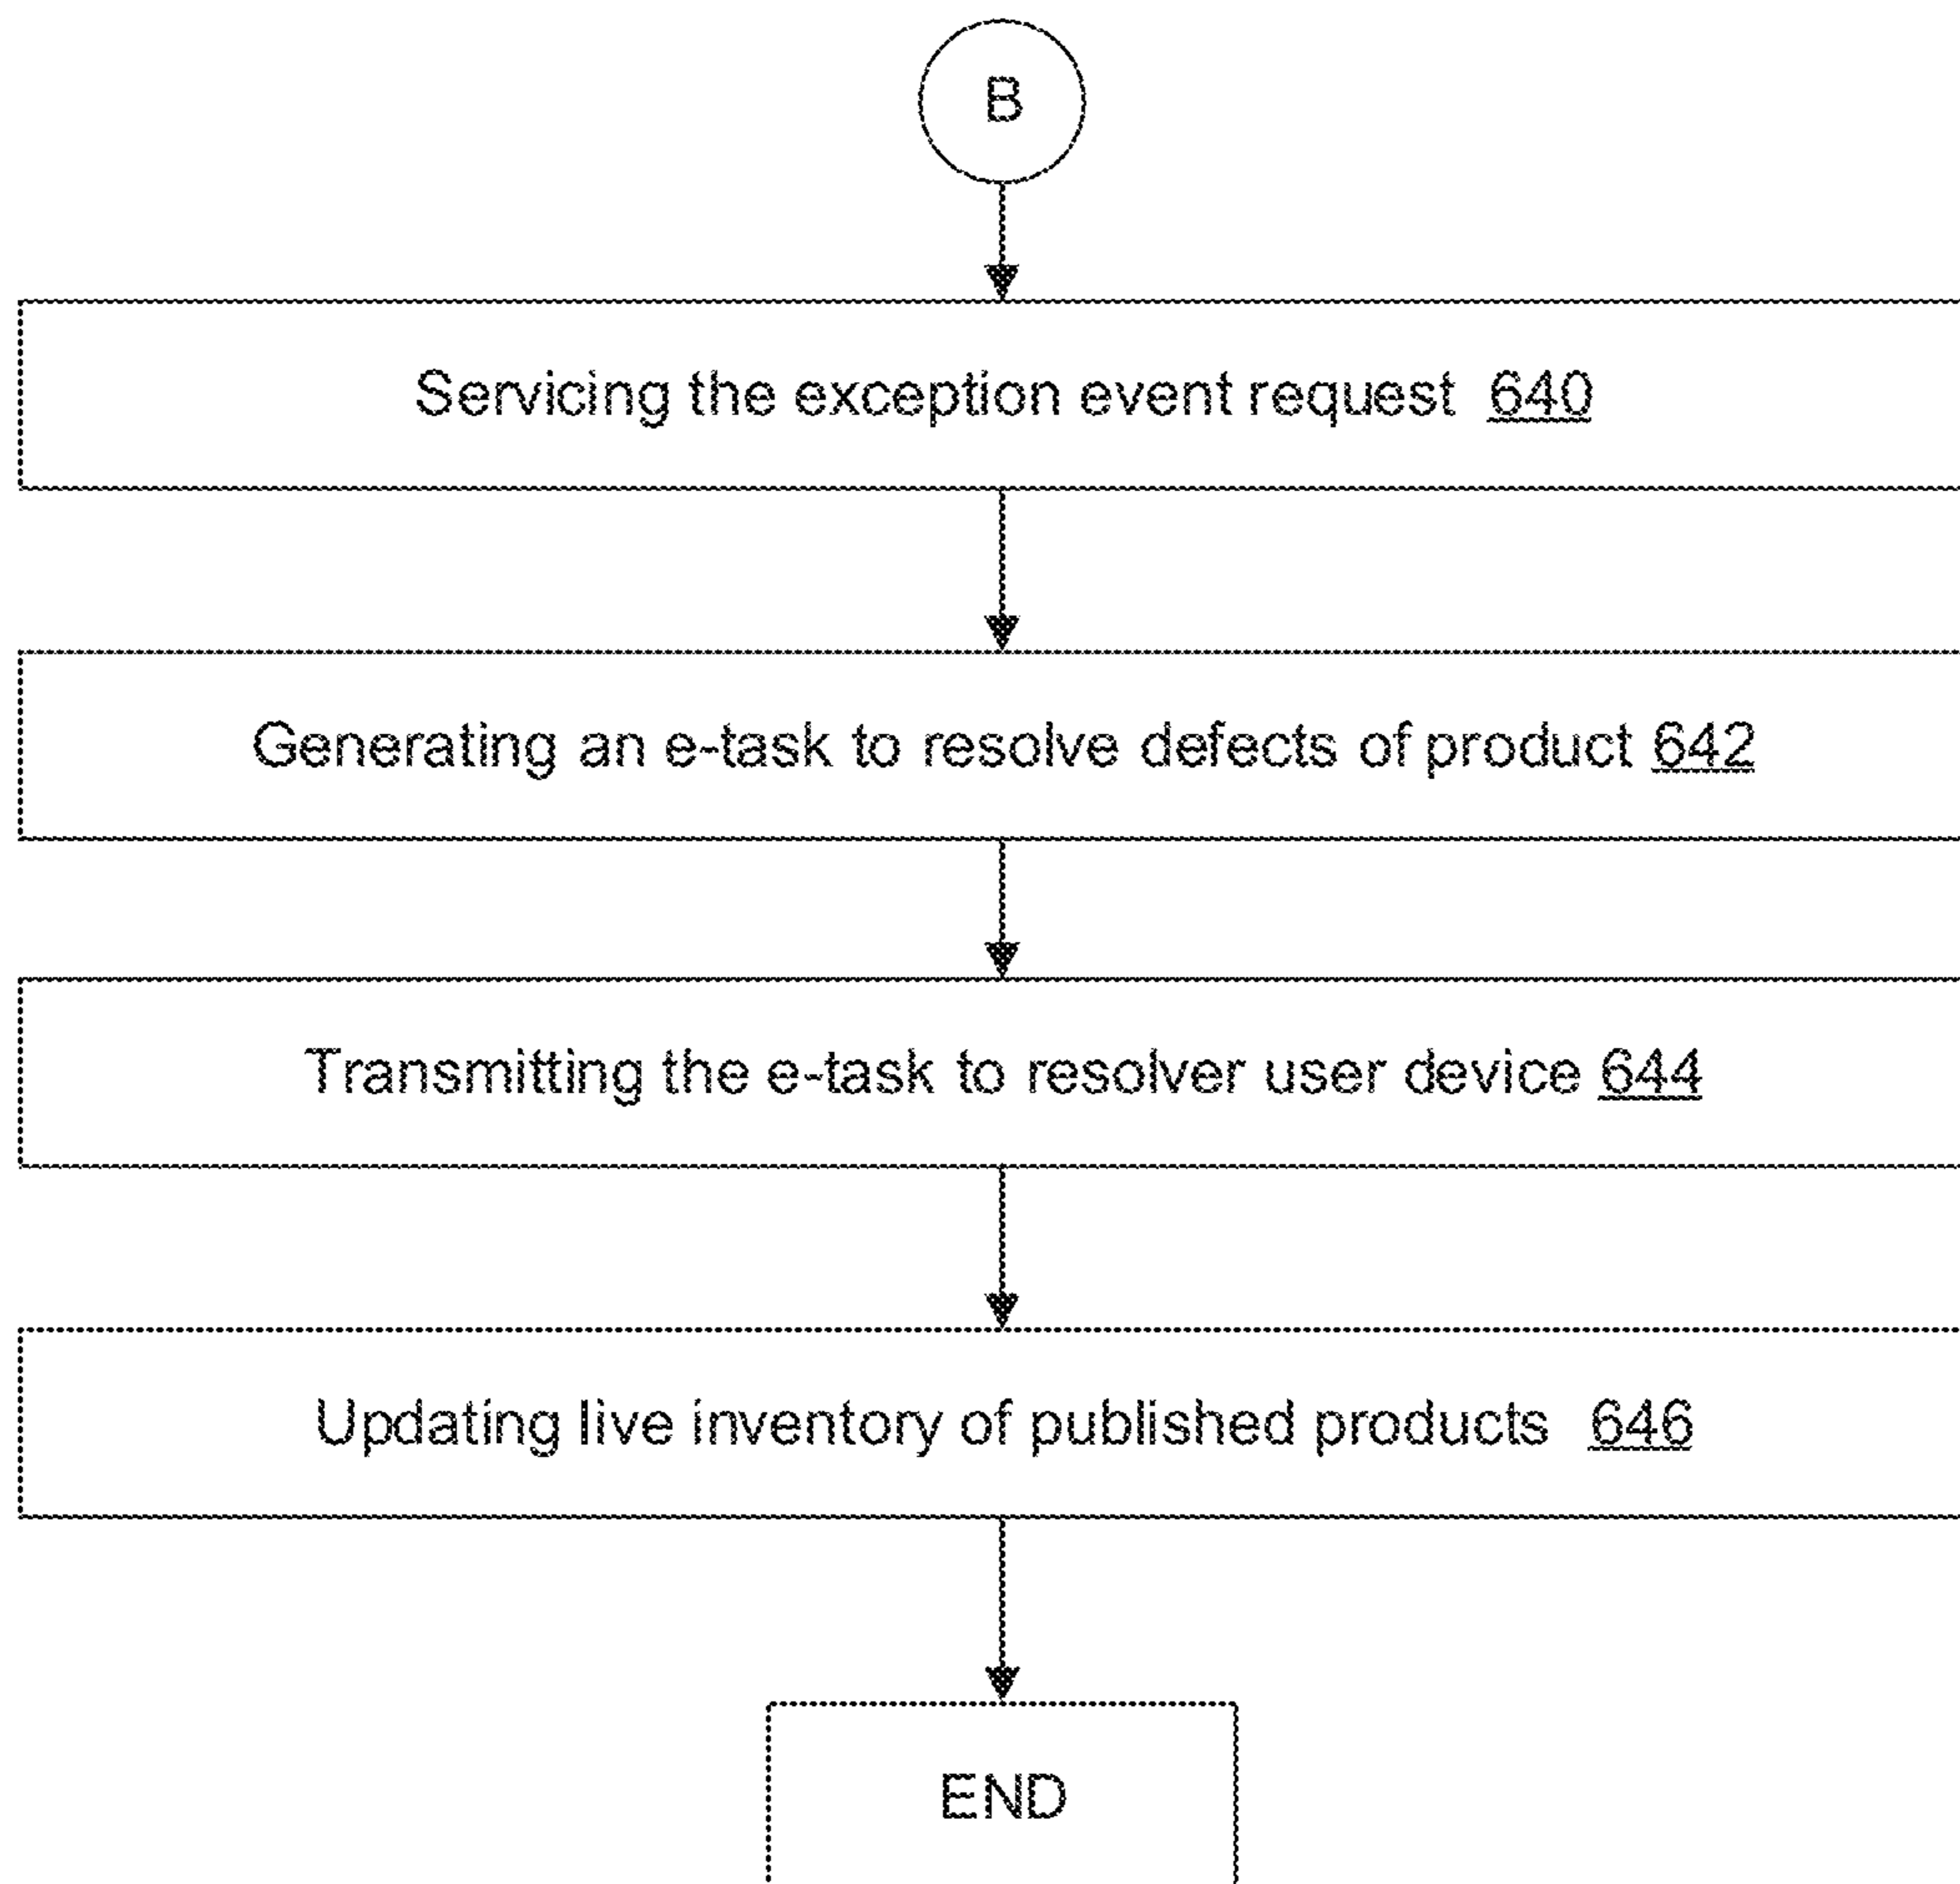 B
Servicing the exception event request 640
Generating an e-task to resolve defects of product 642
Transmitting the e-task to resolver user device 644
Updating live inventory of published products 646
END